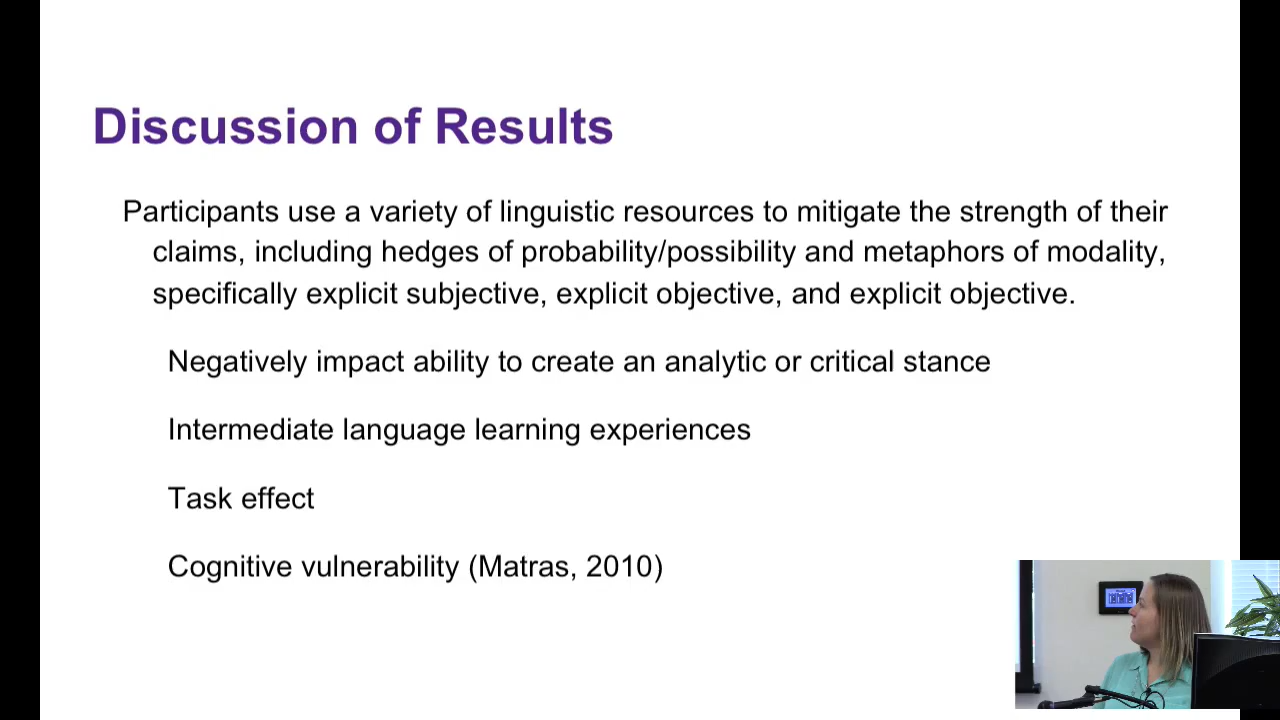 Discussion of Results
Participants use a variety of linguistic resources to mitigate the strength of their
claims, including hedges of probability/possibility and metaphors of modality,
specifically explicit subjective, explicit objective, and explicit objective.
Negatively impact ability to create an analytic or critical stance
Intermediate language learning experiences
Task effect
Cognitive vulnerability (Matras, 2010)